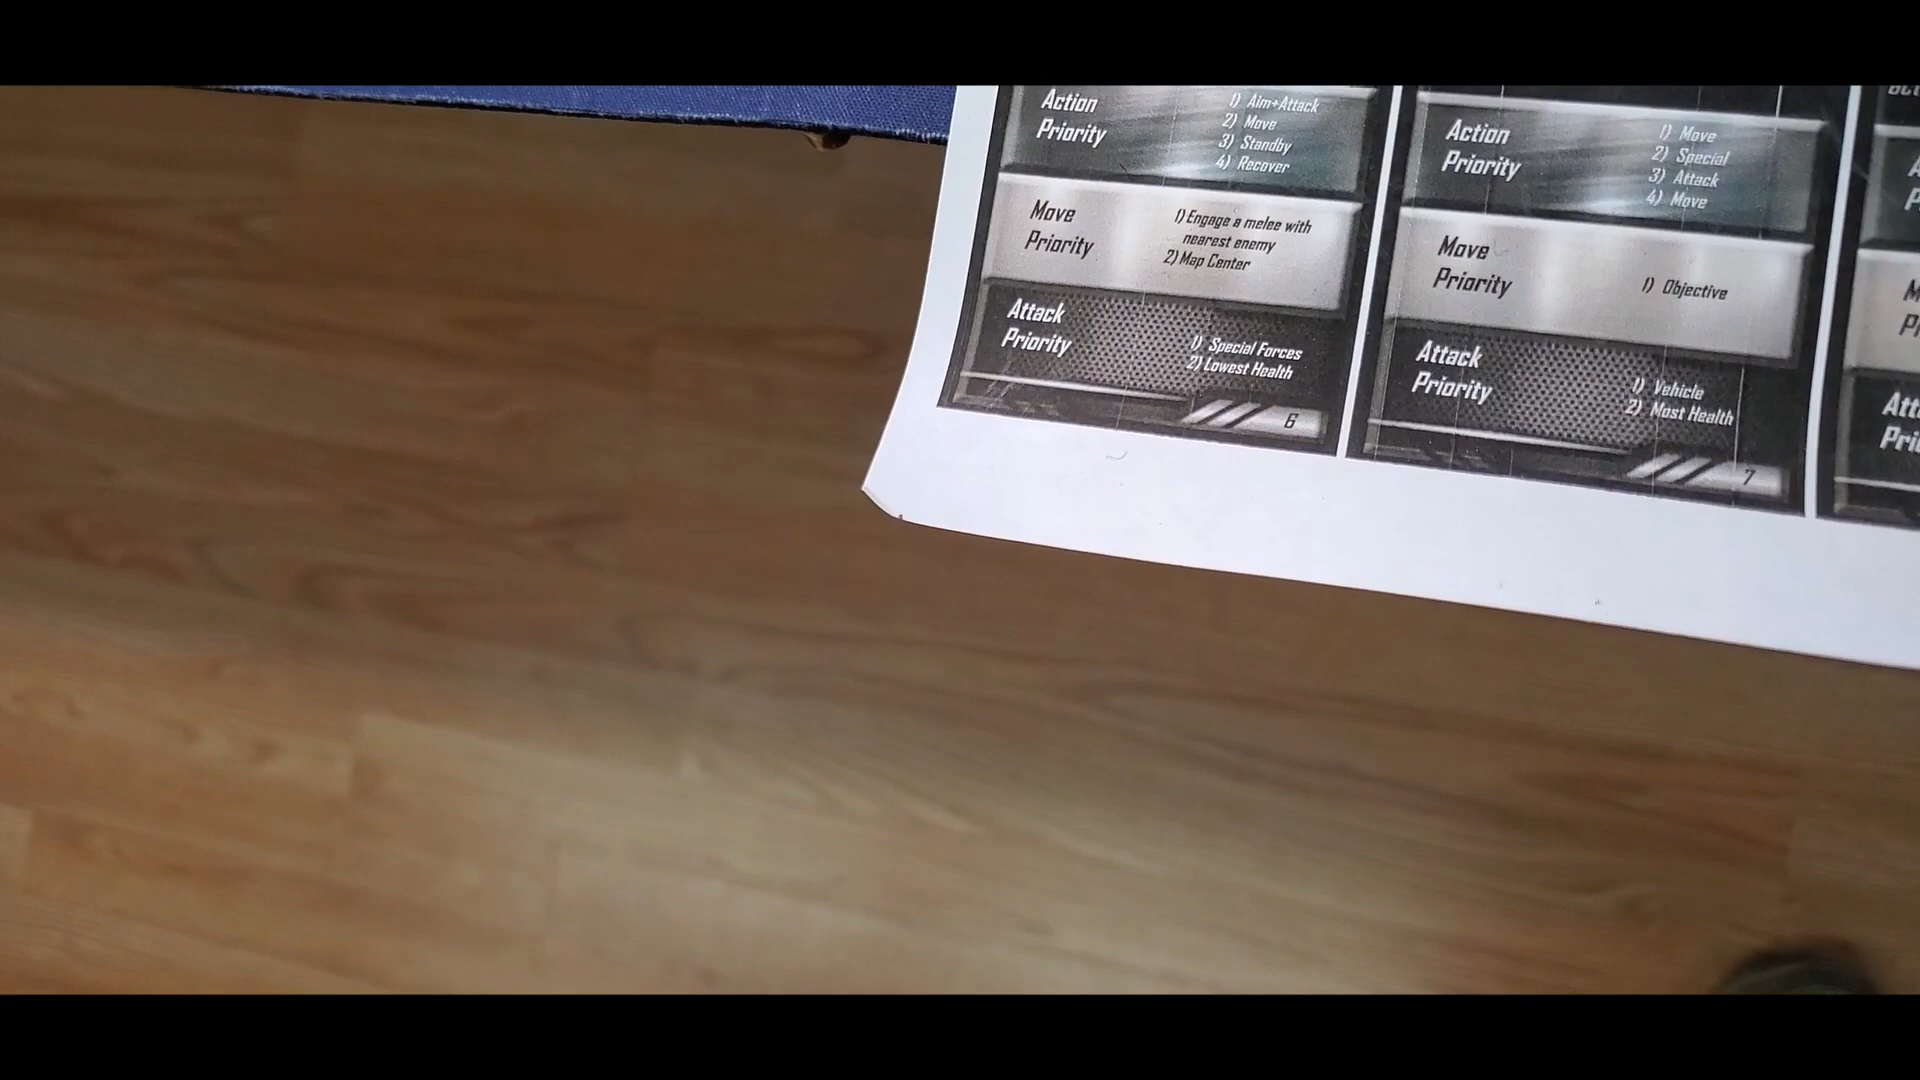 Action
Priority
1) Aim+Attack
2) Move
3) Standby
4) Recover
Move
Priority
1) Engage a melee with
nearest enemy
2) Map Center
Attack
Priority
1) Special Forces
2) Lowest Health
6
Action
Priority
1) Move
2) Special
3) Attack
4) Move
Move
Priority
1) Objective
Attack
Priority
1) Vehicle
2) Most Health
7